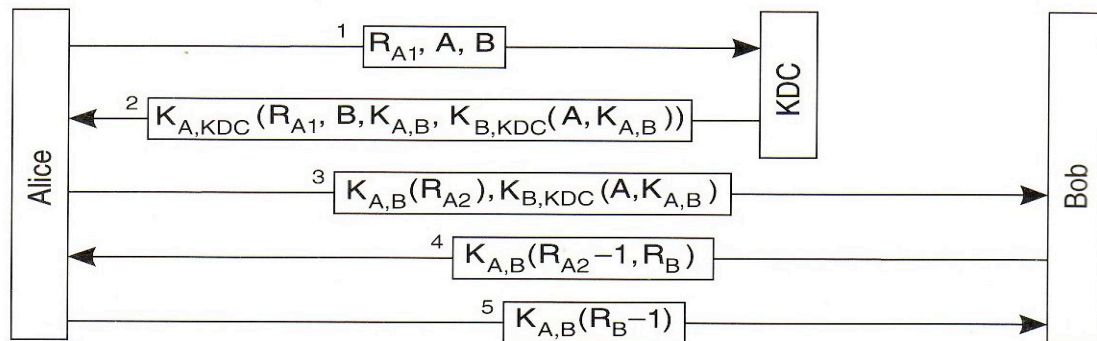 1 R_A1, A, B
2 K_A,KDC(R_A1, B, K_A,B, K_B,KDC(A, K_A,B))
3 K_A,B(R_A2), K_B,KDC(A, K_A,B)
4 K_A,B(R_A2−1, R_B)
5 K_A,B(R_B−1)
Alice
KDC
Bob